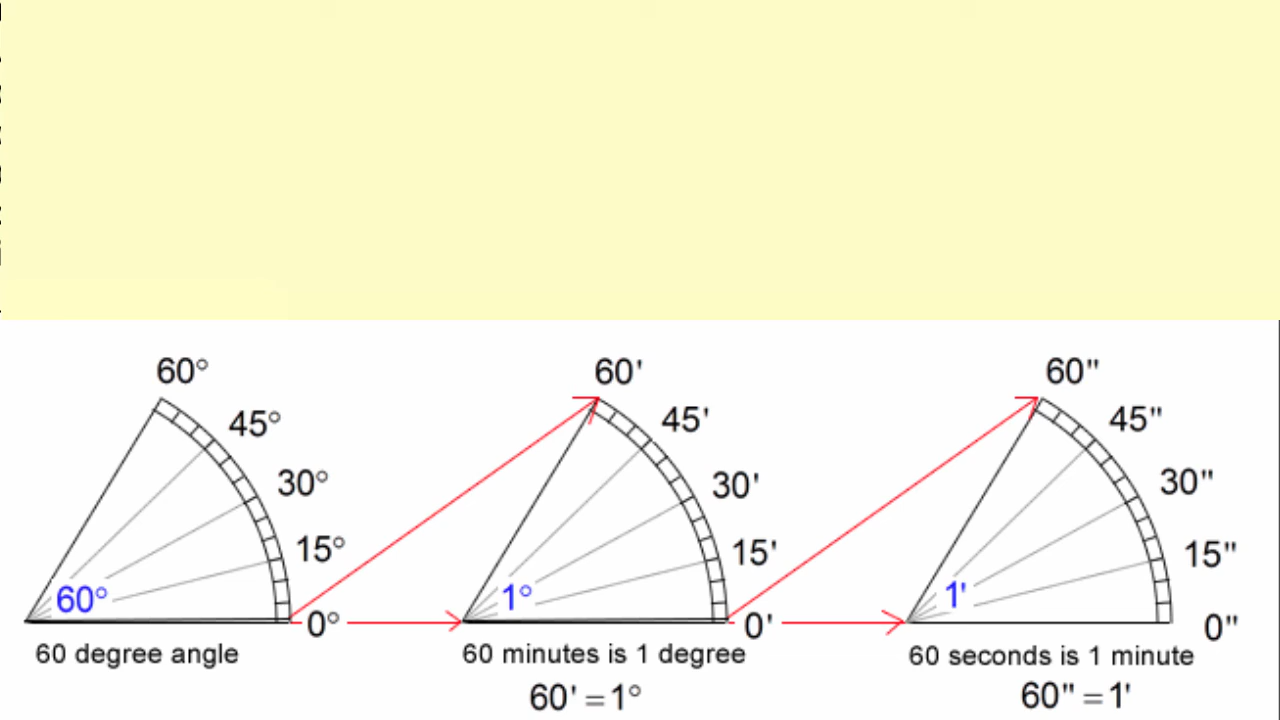 60° 60' 60"
45° 45' 45"
30° 30' 30"
15° 15' 15"
60° 1° 1'
0° 0' 0"
60 degree angle 60 minutes is 1 degree 60 seconds is 1 minute
60' = 1° 60" = 1'